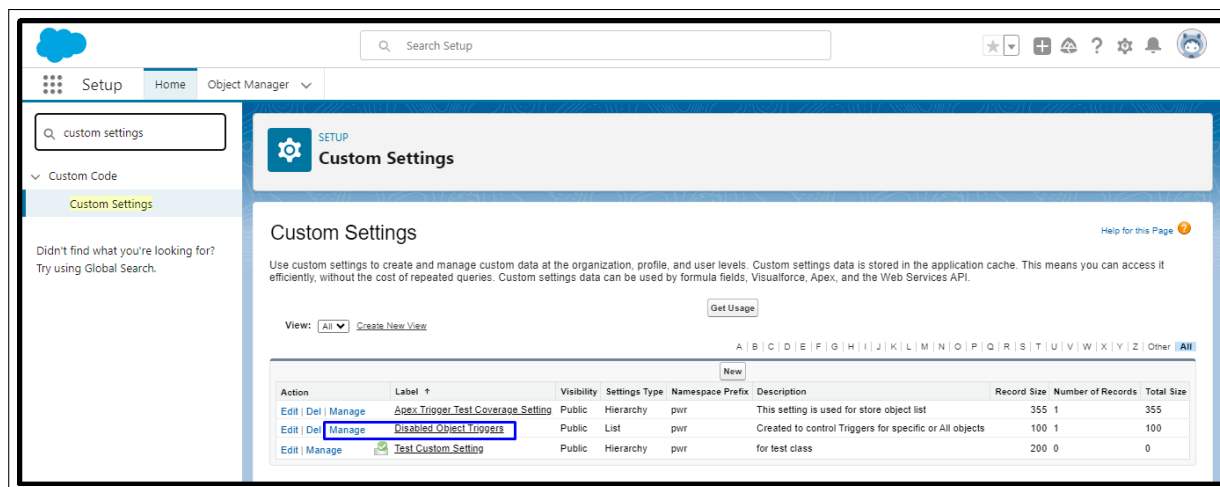 Search Setup
Setup Home Object Manager
custom settings
Custom Code
Custom Settings
Didn't find what you're looking for?
Try using Global Search.
SETUP
Custom Settings
Custom Settings
Help for this Page
Use custom settings to create and manage custom data at the organization, profile, and user levels. Custom settings data is stored in the application cache. This means you can access it
efficiently, without the cost of repeated queries. Custom settings data can be used by formula fields, Visualforce, Apex, and the Web Services API.
Get Usage
View: All Create New View
A | B | C | D | E | F | G | H | I | J | K | L | M | N | O | P | Q | R | S | T | U | V | W | X | Y | Z | Other All
New
Action Label ↑ Visibility Settings Type Namespace Prefix Description Record Size Number of Records Total Size
Edit | Del | Manage Apex Trigger Test Coverage Setting Public Hierarchy pwr This setting is used for store object list 355 1 355
Edit | Del | Manage Disabled Object Triggers Public List pwr Created to control Triggers for specific or All objects 100 1 100
Edit | Manage Test Custom Setting Public Hierarchy pwr for test class 200 0 0